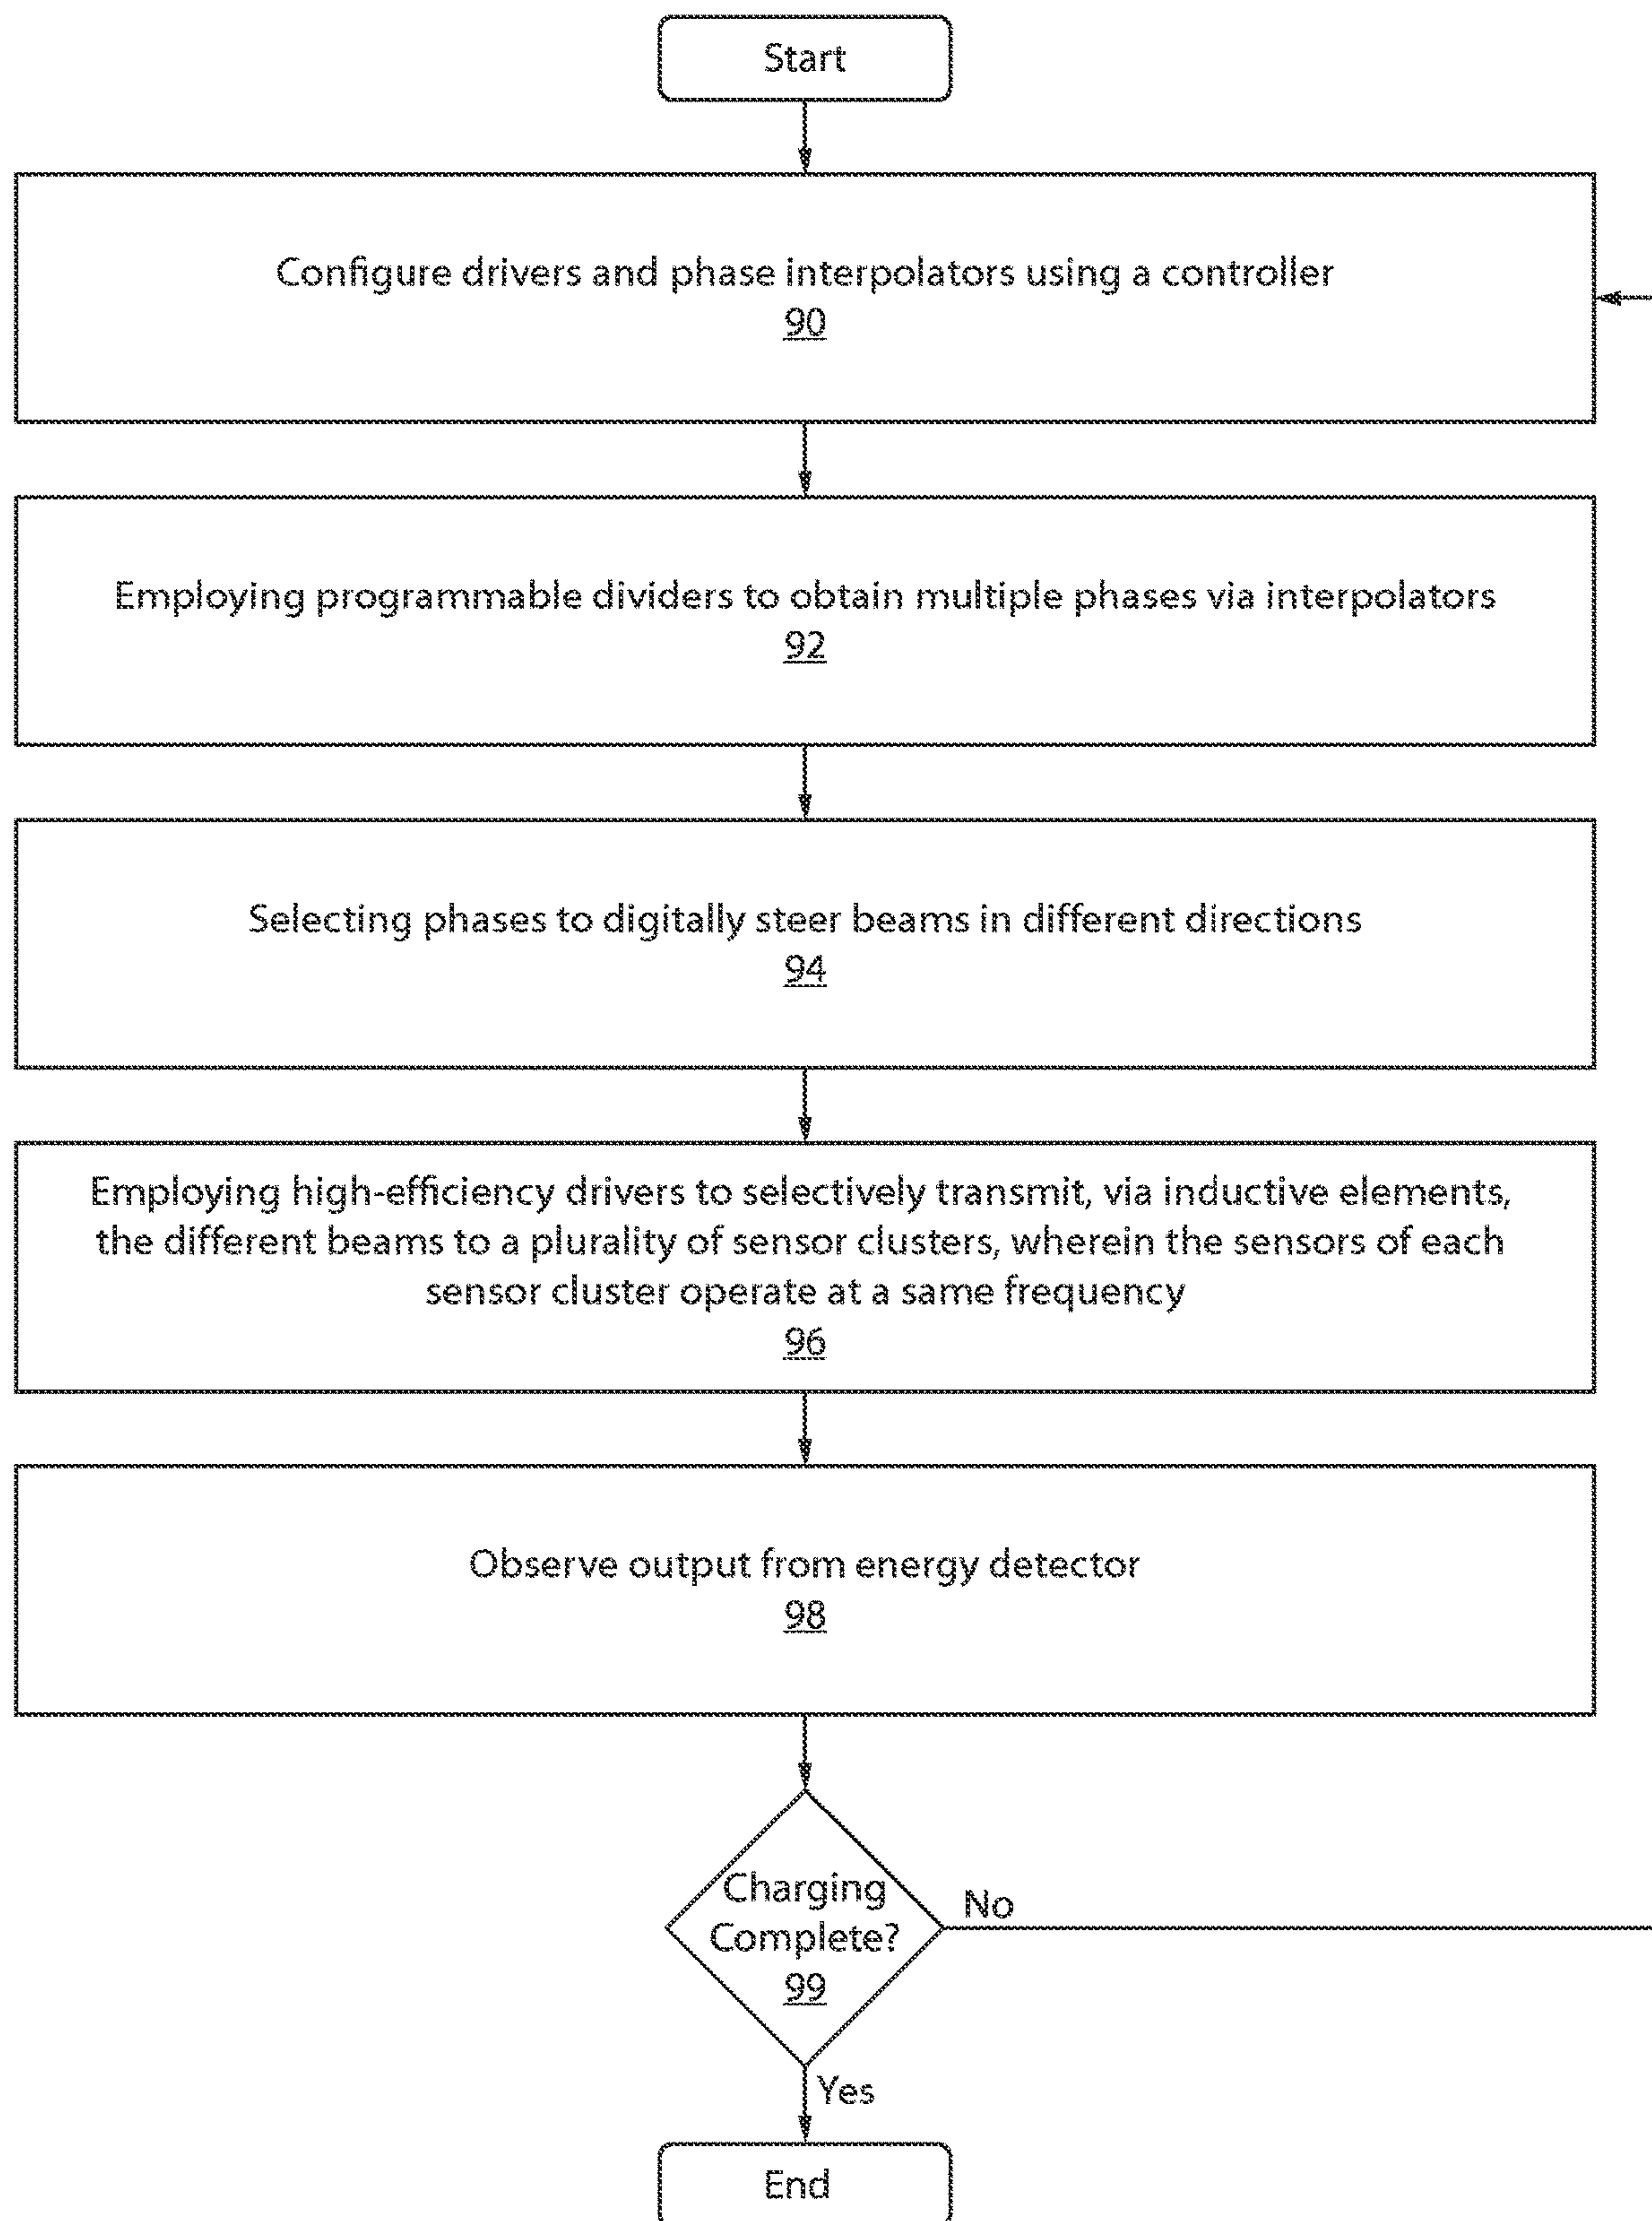 Start
Configure drivers and phase interpolators using a controller
90
Employing programmable dividers to obtain multiple phases via interpolators
92
Selecting phases to digitally steer beams in different directions
94
Employing high-efficiency drivers to selectively transmit, via inductive elements,
the different beams to a plurality of sensor clusters, wherein the sensors of each
sensor cluster operate at a same frequency
96
Observe output from energy detector
98
Charging
Complete?
99
No
Yes
End